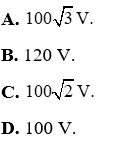 A. 100√3 V.
B. 120 V.
C. 100√2 V.
D. 100 V.